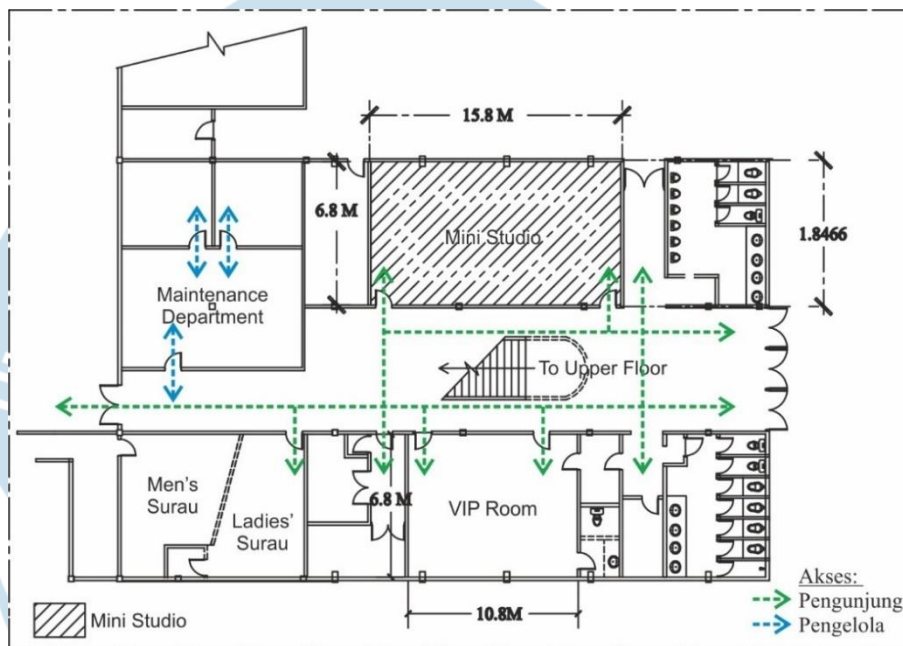 15.8 M
6.8 M
Mini Studio
1.8466
Maintenance
Department
To Upper Floor
Men's
Surau
Ladies'
Surau
6.8 M
VIP Room
10.8M
Mini Studio
Akses:
Pengunjung
Pengelola